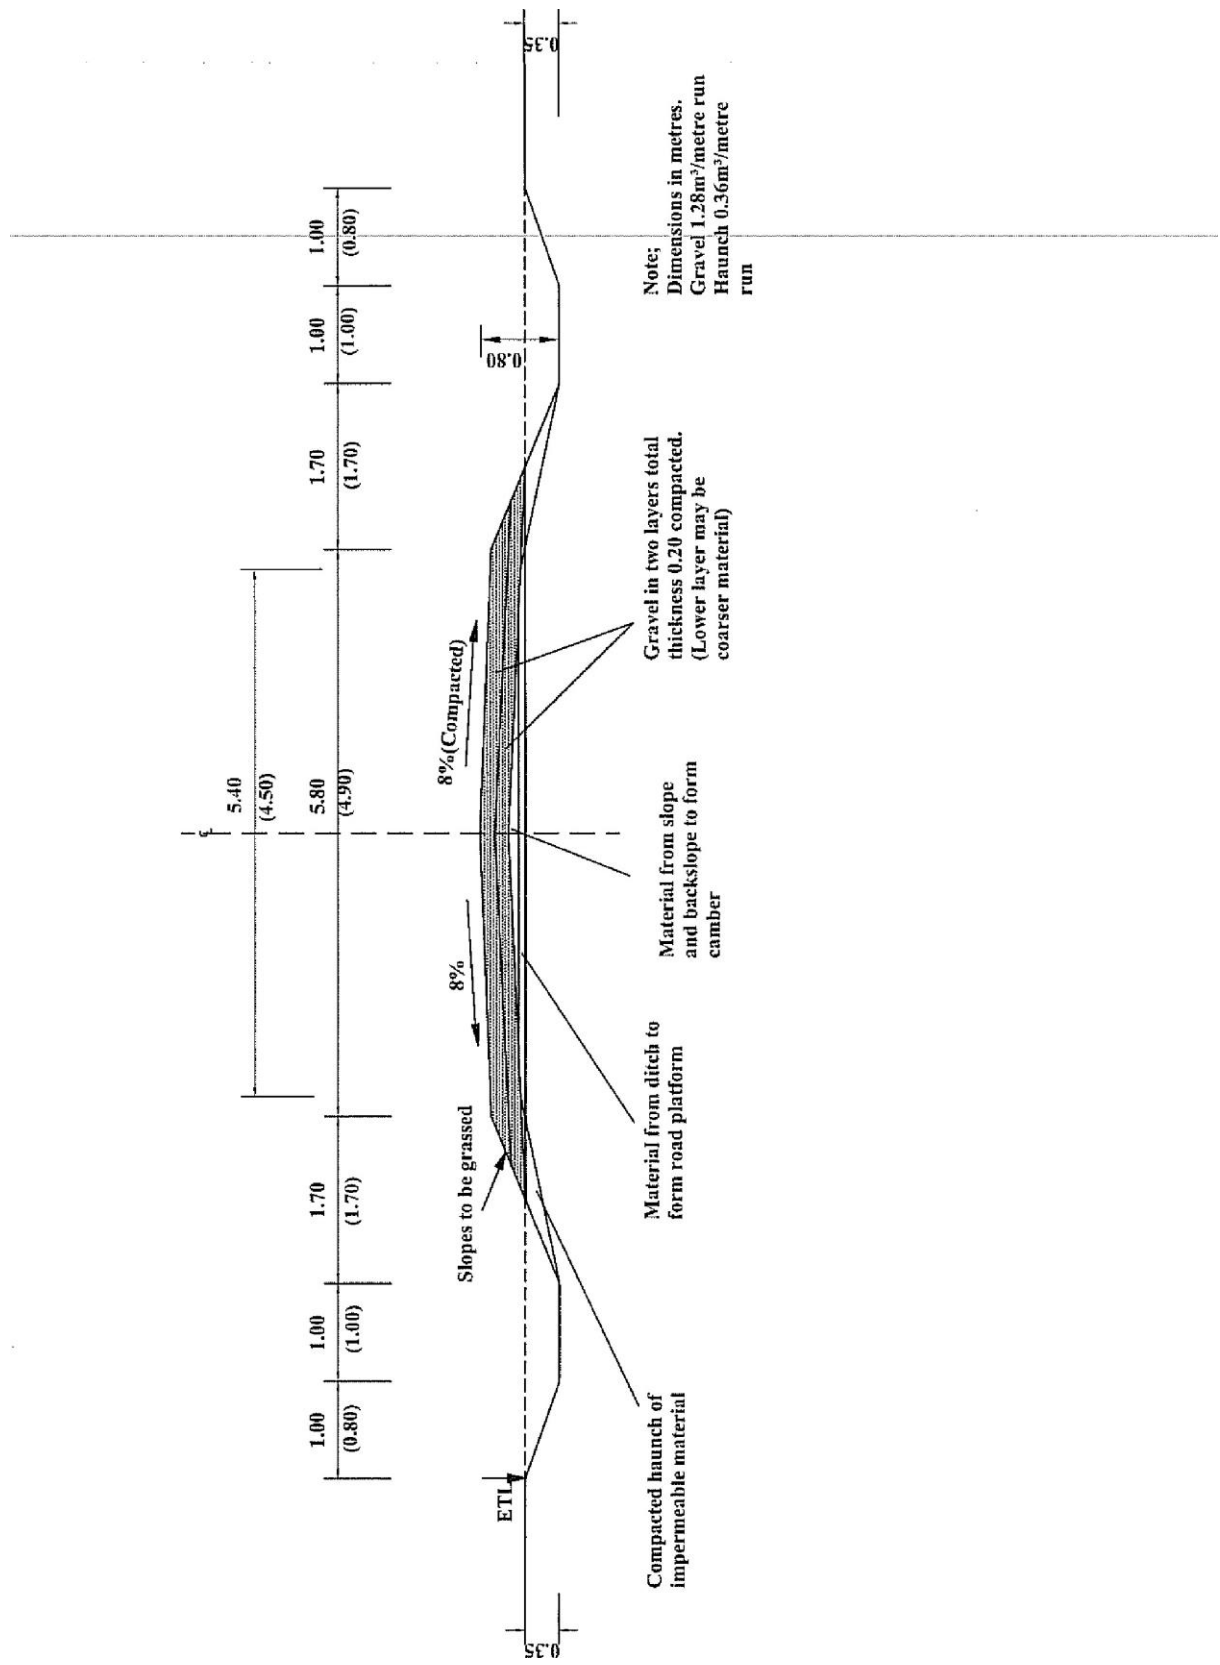 ℄
5.40
(4.50)
1.00
(0.80)
1.00
(1.00)
1.70
(1.70)
5.80
(4.90)
1.70
(1.70)
1.00
(1.00)
1.00
(0.80)
Slopes to be grassed
8%
8%(Compacted)
ETL
0.80
0.35
0.35
Compacted haunch of
impermeable material
Material from ditch to
form road platform
Material from slope
and backslope to form
camber
Gravel in two layers total
thickness 0.20 compacted.
(Lower layer may be
coarser material)
Note;
Dimensions in metres.
Gravel 1.28m³/metre run
Haunch 0.36m³/metre
run